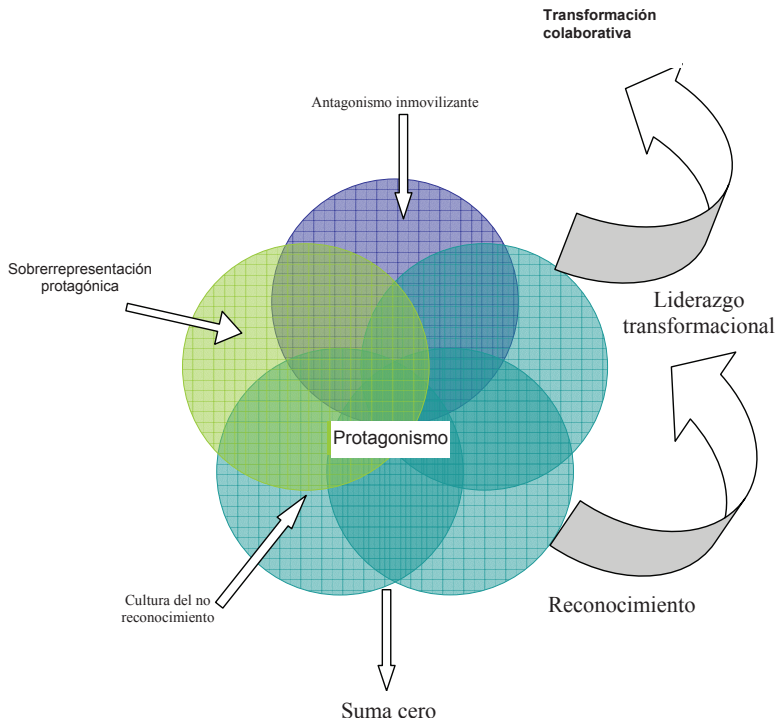 Transformación
colaborativa
Antagonismo inmovilizante
Sobrerrepresentación
protagónica
Liderazgo
transformacional
Protagonismo
Cultura del no
reconocimiento
Reconocimiento
Suma cero